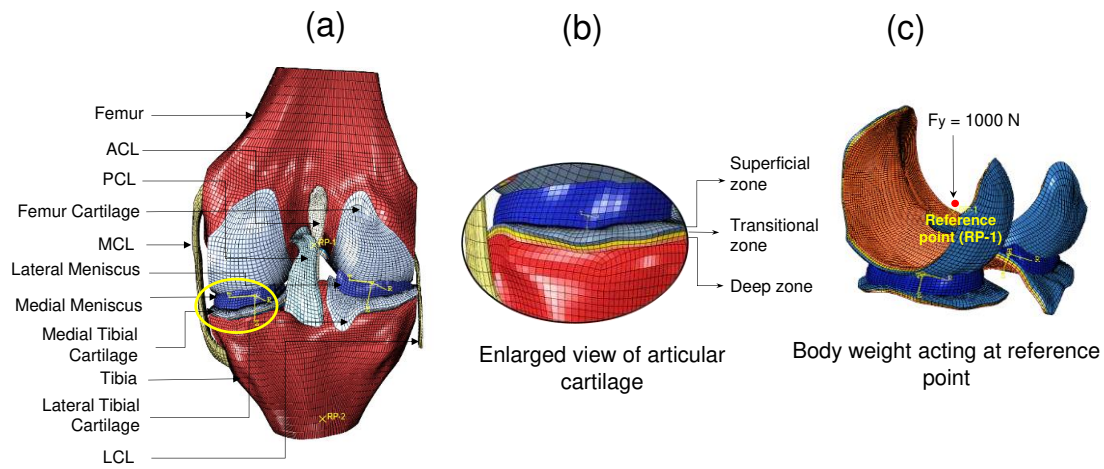 (a)
(b)
(c)
Femur
ACL
PCL
Femur Cartilage
MCL
Lateral Meniscus
Medial Meniscus
Medial Tibial
Cartilage
Tibia
Lateral Tibial
Cartilage
LCL
RP-1
RP-2
Superficial
zone
Transitional
zone
Deep zone
Enlarged view of articular
cartilage
Fy = 1000 N
Reference
point (RP-1)
Body weight acting at reference
point